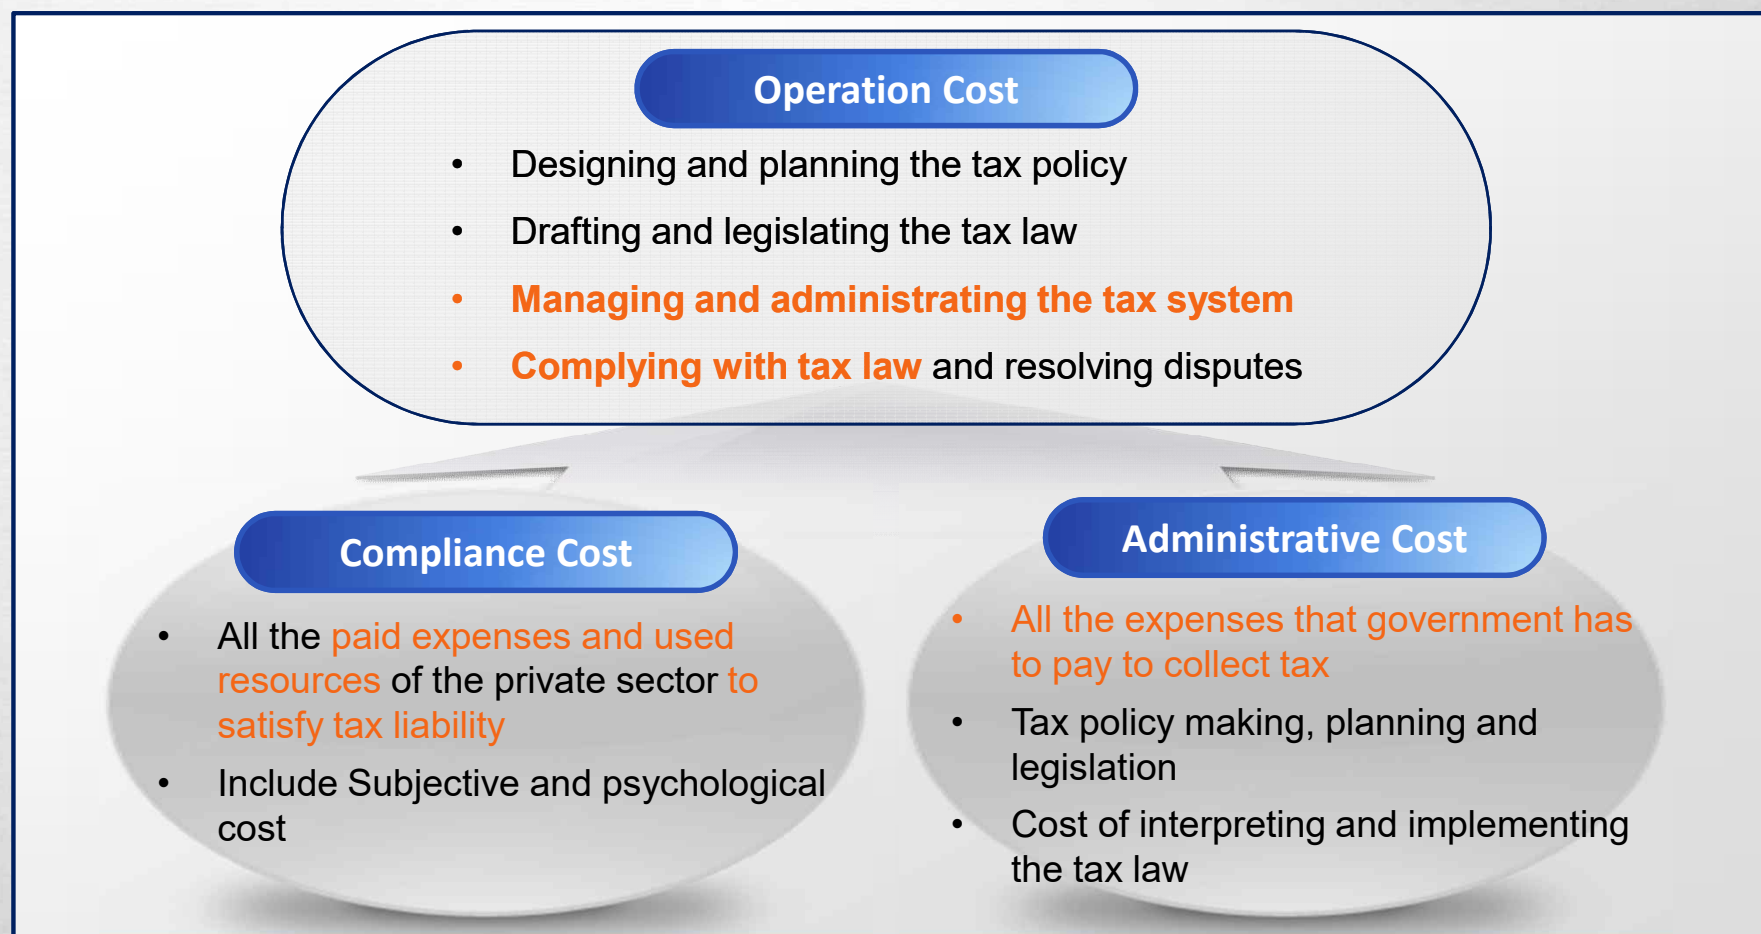 Operation Cost
• Designing and planning the tax policy
• Drafting and legislating the tax law
• Managing and administrating the tax system
• Complying with tax law and resolving disputes
Compliance Cost
• All the paid expenses and used
resources of the private sector to
satisfy tax liability
• Include Subjective and psychological
cost
Administrative Cost
• All the expenses that government has
to pay to collect tax
• Tax policy making, planning and
legislation
• Cost of interpreting and implementing
the tax law